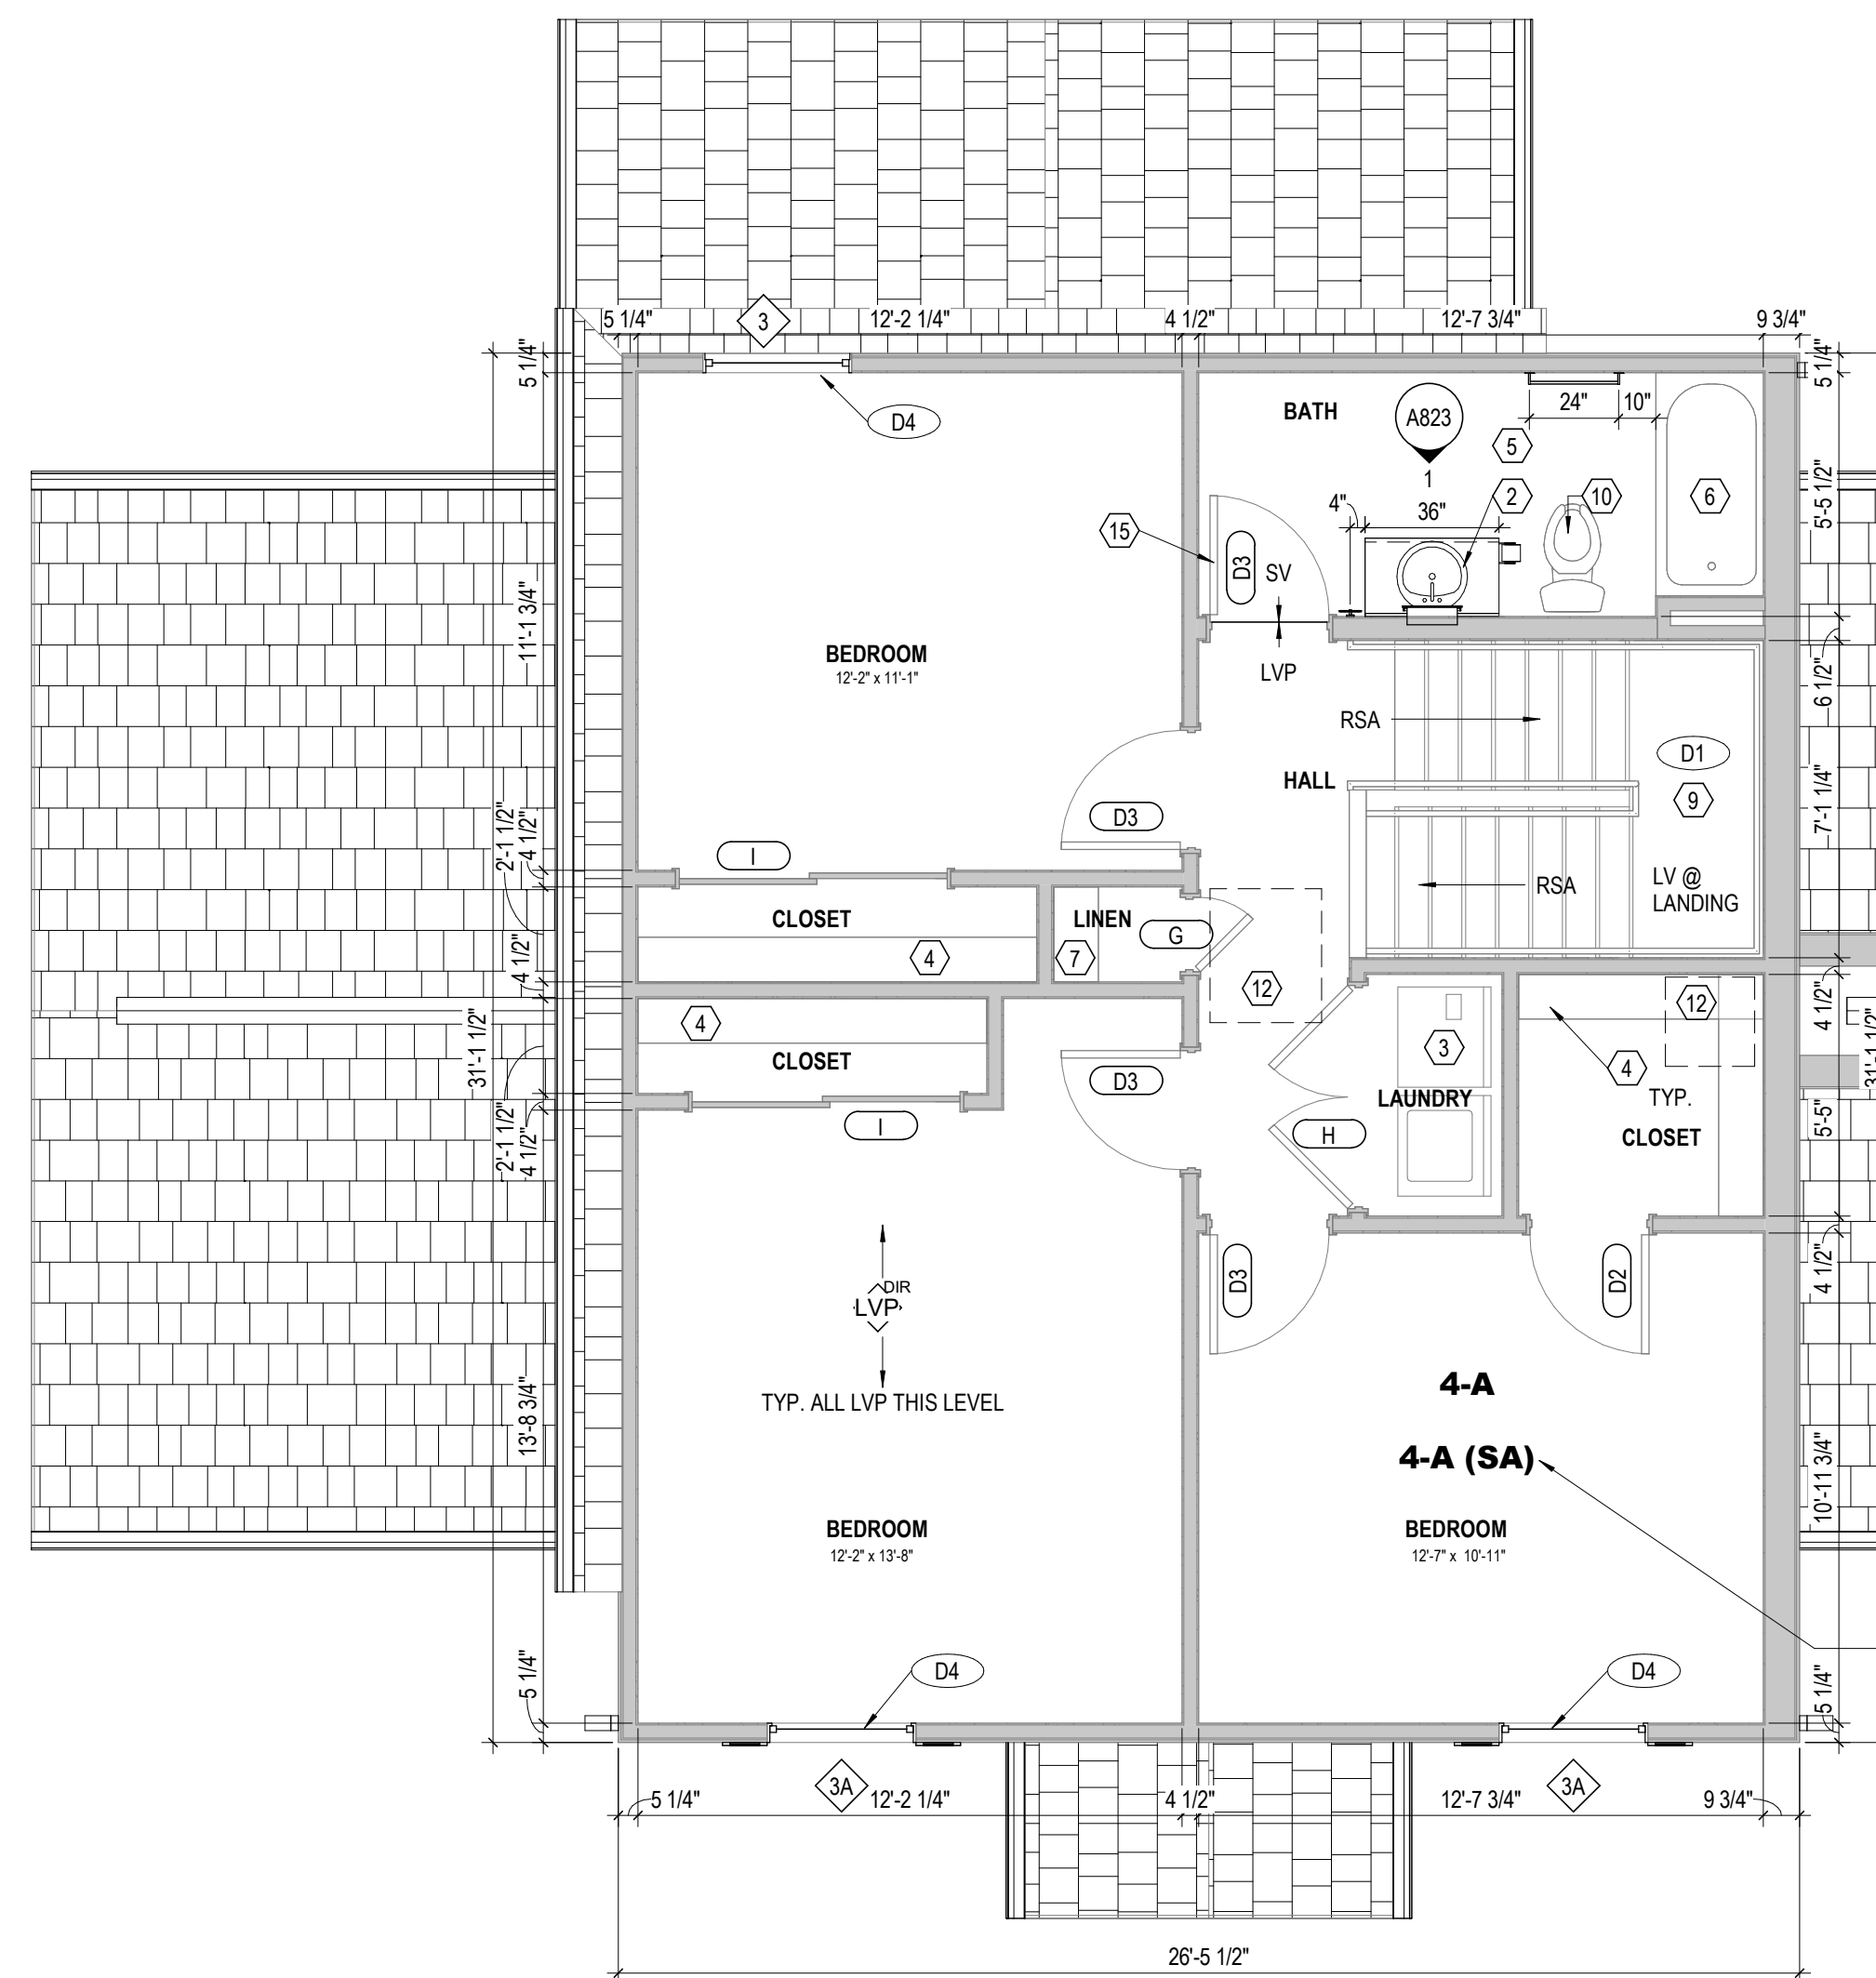 5 1/4"
3
12'-2 1/4"
4 1/2"
12'-7 3/4"
9 3/4"
5 1/4"
5 1/4"
D4
BATH
A823
1
24"
10"
5
2
10
6
5'-5 1/2"
4"
36"
15
D3
SV
LVP
11'-1 3/4"
BEDROOM
12'-2" x 11'-1"
6 1/2"
RSA
D1
9
HALL
7'-1 1/4"
D3
I
2'-1 1/2"
4 1/2"
RSA
LV @
LANDING
CLOSET
4
LINEN
7
G
12
4 1/2"
4
CLOSET
31'-1 1/2"
D3
3
LAUNDRY
H
12
4
TYP.
CLOSET
4 1/2"
31'-1 1/2"
5'-5"
2'-1 1/2"
4 1/2"
I
D3
D2
4 1/2"
DIR
LVP
TYP. ALL LVP THIS LEVEL
13'-8 3/4"
4-A
4-A (SA)
10'-11 3/4"
BEDROOM
12'-2" x 13'-8"
BEDROOM
12'-7" x 10'-11"
5 1/4"
D4
D4
5 1/4"
5 1/4"
3A
12'-2 1/4"
4 1/2"
12'-7 3/4"
3A
9 3/4"
26'-5 1/2"